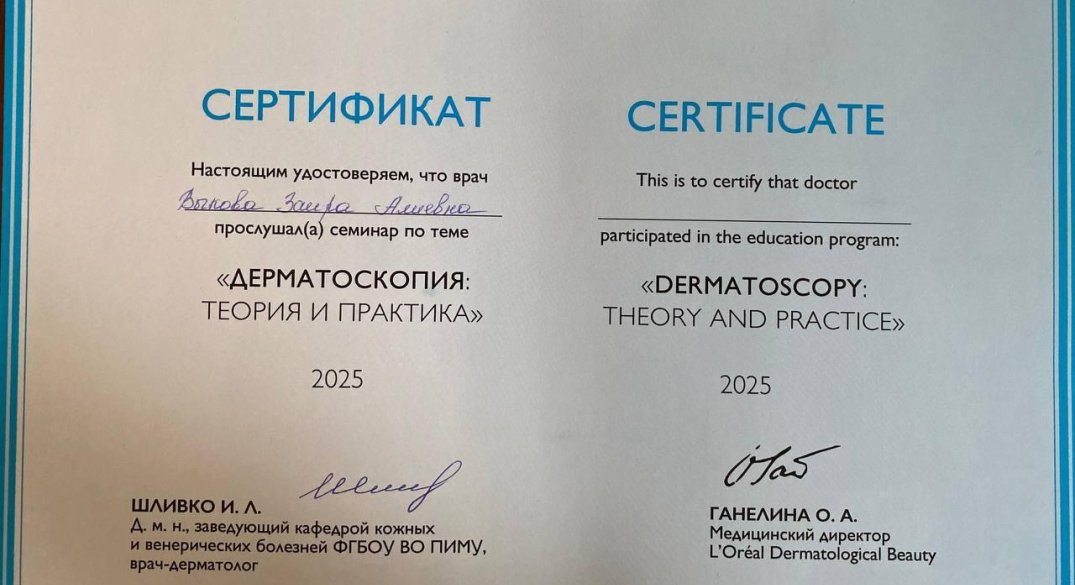 СЕРТИФИКАТ
Настоящим удостоверяем, что врач
Выкова Заира Алиевна
прослушал(а) семинар по теме
«ДЕРМАТОСКОПИЯ:
ТЕОРИЯ И ПРАКТИКА»
2025
ШЛИВКО И. Л.
Д. м. н., заведующий кафедрой кожных
и венерических болезней ФГБОУ ВО ПИМУ,
врач-дерматолог
CERTIFICATE
This is to certify that doctor
participated in the education program:
«DERMATOSCOPY:
THEORY AND PRACTICE»
2025
ГАНЕЛИНА О. А.
Медицинский директор
L'Oréal Dermatological Beauty